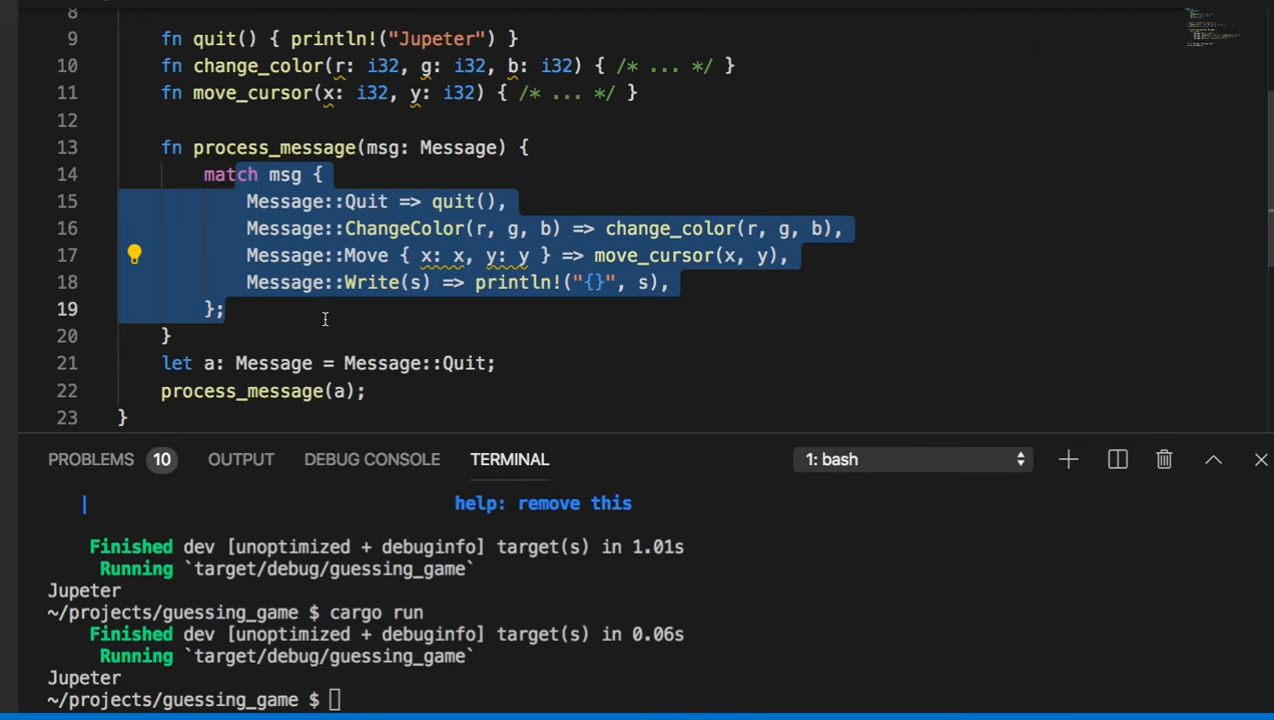 8
9 fn quit() { println!("Jupeter") }
10 fn change_color(r: i32, g: i32, b: i32) { /* ... */ }
11 fn move_cursor(x: i32, y: i32) { /* ... */ }
12
13 fn process_message(msg: Message) {
14 match msg {
15 Message::Quit => quit(),
16 Message::ChangeColor(r, g, b) => change_color(r, g, b),
17 Message::Move { x: x, y: y } => move_cursor(x, y),
18 Message::Write(s) => println!("{}", s),
19 };
20 }
21 let a: Message = Message::Quit;
22 process_message(a);
23 }
PROBLEMS 10 OUTPUT DEBUG CONSOLE TERMINAL 1: bash
| help: remove this
Finished dev [unoptimized + debuginfo] target(s) in 1.01s
Running `target/debug/guessing_game`
Jupeter
~/projects/guessing_game $ cargo run
Finished dev [unoptimized + debuginfo] target(s) in 0.06s
Running `target/debug/guessing_game`
Jupeter
~/projects/guessing_game $